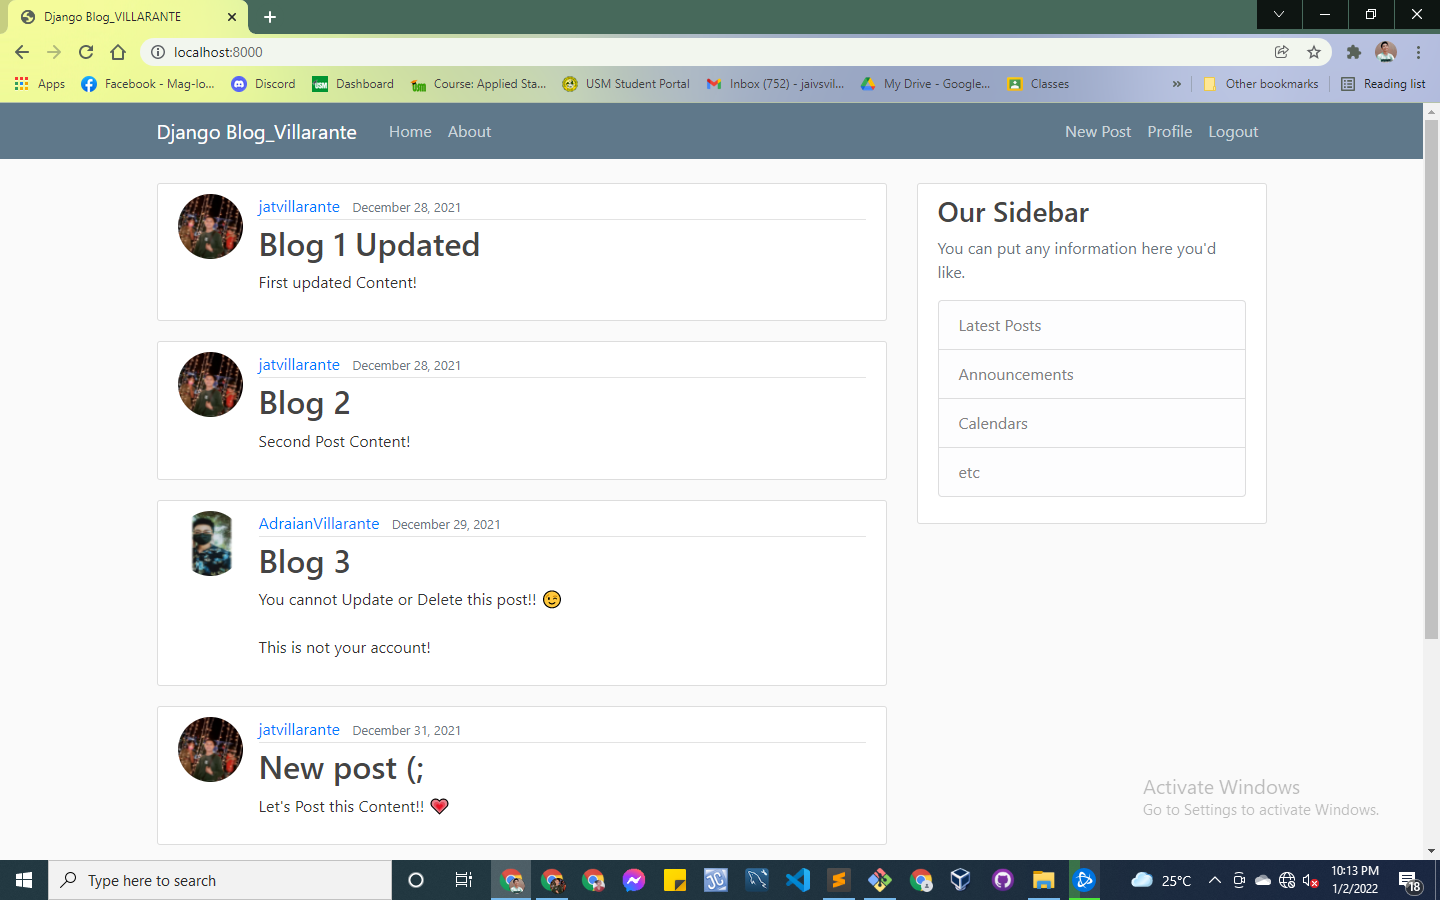 Django Blog_VILLARANTE
localhost:8000
Apps
Facebook - Mag-lo...
Discord
Dashboard
Course: Applied Sta...
USM Student Portal
Inbox (752) - jaivsvil...
My Drive - Google...
Classes
»
Other bookmarks
Reading list
Django Blog_Villarante
Home
About
New Post
Profile
Logout
jatvillarante December 28, 2021
Blog 1 Updated
First updated Content!
jatvillarante December 28, 2021
Blog 2
Second Post Content!
AdraianVillarante December 29, 2021
Blog 3
You cannot Update or Delete this post!! 😉
This is not your account!
jatvillarante December 31, 2021
New post (;
Let's Post this Content!! 💗
Our Sidebar
You can put any information here you'd
like.
Latest Posts
Announcements
Calendars
etc
Activate Windows
Go to Settings to activate Windows.
Type here to search
25°C
10:13 PM
1/2/2022
18